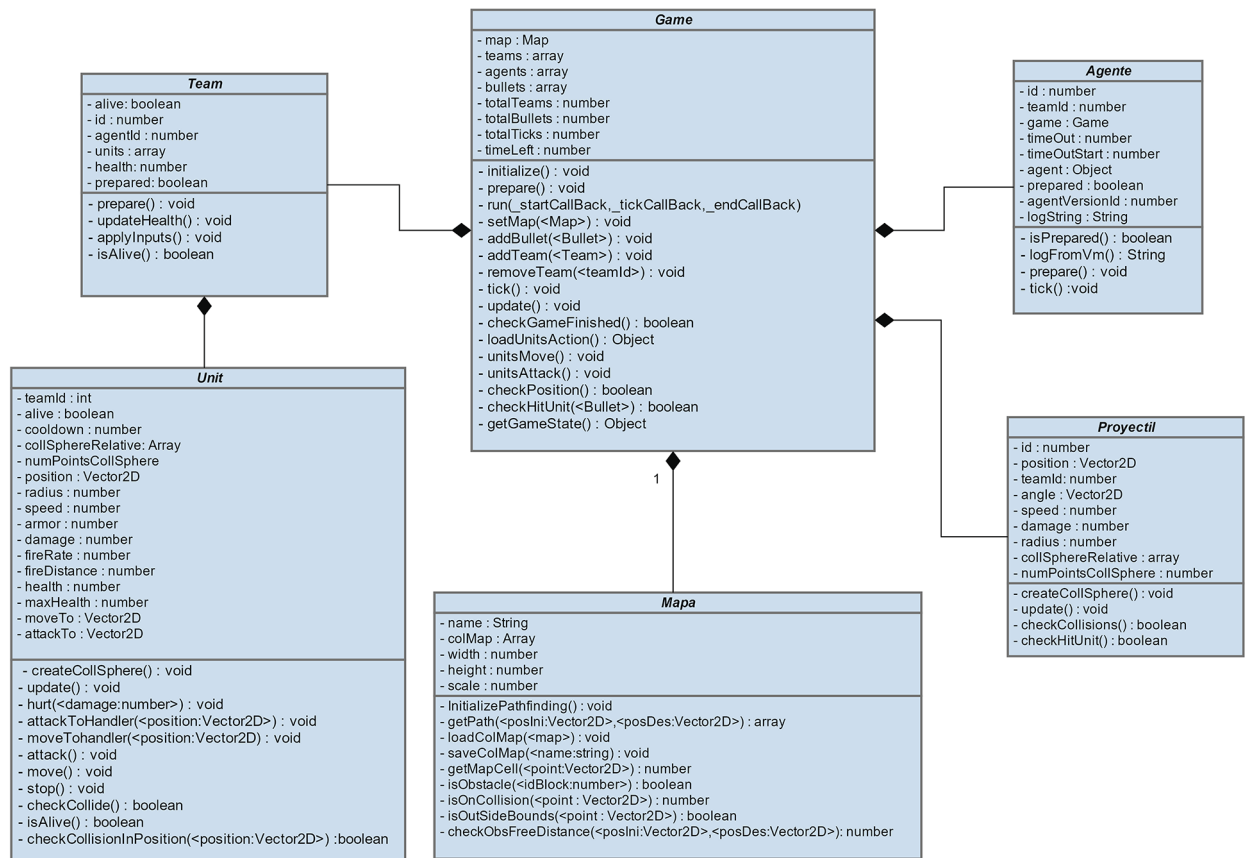 Game
- map : Map
- teams : array
- agents : array
- bullets : array
- totalTeams : number
- totalBullets : number
- totalTicks : number
- timeLeft : number
- initialize() : void
- prepare() : void
- run(_startCallBack,_tickCallBack,_endCallBack)
- setMap(<Map>) : void
- addBullet(<Bullet>) : void
- addTeam(<Team>) : void
- removeTeam(<teamId>) : void
- tick() : void
- update() : void
- checkGameFinished() : boolean
- loadUnitsAction() : Object
- unitsMove() : void
- unitsAttack() : void
- checkPosition() : boolean
- checkHitUnit(<Bullet>) : boolean
- getGameState() : Object
Team
- alive: boolean
- id : number
- agentId : number
- units : array
- health: number
- prepared: boolean
- prepare() : void
- updateHealth() : void
- applyInputs() : void
- isAlive() : boolean
Agente
- id : number
- teamId : number
- game : Game
- timeOut : number
- timeOutStart : number
- agent : Object
- prepared : boolean
- agentVersionId : number
- logString : String
- isPrepared() : boolean
- logFromVm() : String
- prepare() : void
- tick() :void
Unit
- teamId : int
- alive : boolean
- cooldown : number
- collSphereRelative: Array
- numPointsCollSphere
- position : Vector2D
- radius : number
- speed : number
- armor : number
- damage : number
- fireRate : number
- fireDistance : number
- health : number
- maxHealth : number
- moveTo : Vector2D
- attackTo : Vector2D
- createCollSphere() : void
- update() : void
- hurt(<damage:number>) : void
- attackToHandler(<position:Vector2D>) : void
- moveTohandler(<position:Vector2D) : void
- attack() : void
- move() : void
- stop() : void
- checkCollide() : boolean
- isAlive() : boolean
- checkCollisionInPosition(<position:Vector2D>) :boolean
1
Mapa
- name : String
- colMap : Array
- width : number
- height : number
- scale : number
- InitializePathfinding() : void
- getPath(<posIni:Vector2D>,<posDes:Vector2D>) : array
- loadColMap(<map>) : void
- saveColMap(<name:string) : void
- getMapCell(<point:Vector2D>) : number
- isObstacle(<idBlock:number>) : boolean
- isOnCollision(<point : Vector2D>) : number
- isOutSideBounds(<point : Vector2D>) : boolean
- checkObsFreeDistance(<posIni:Vector2D>,<posDes:Vector2D>): number
Proyectil
- id : number
- position : Vector2D
- teamId: number
- angle : Vector2D
- speed : number
- damage : number
- radius : number
- collSphereRelative : array
- numPointsCollSphere : number
- createCollSphere() : void
- update() : void
- checkCollisions() : boolean
- checkHitUnit() : boolean